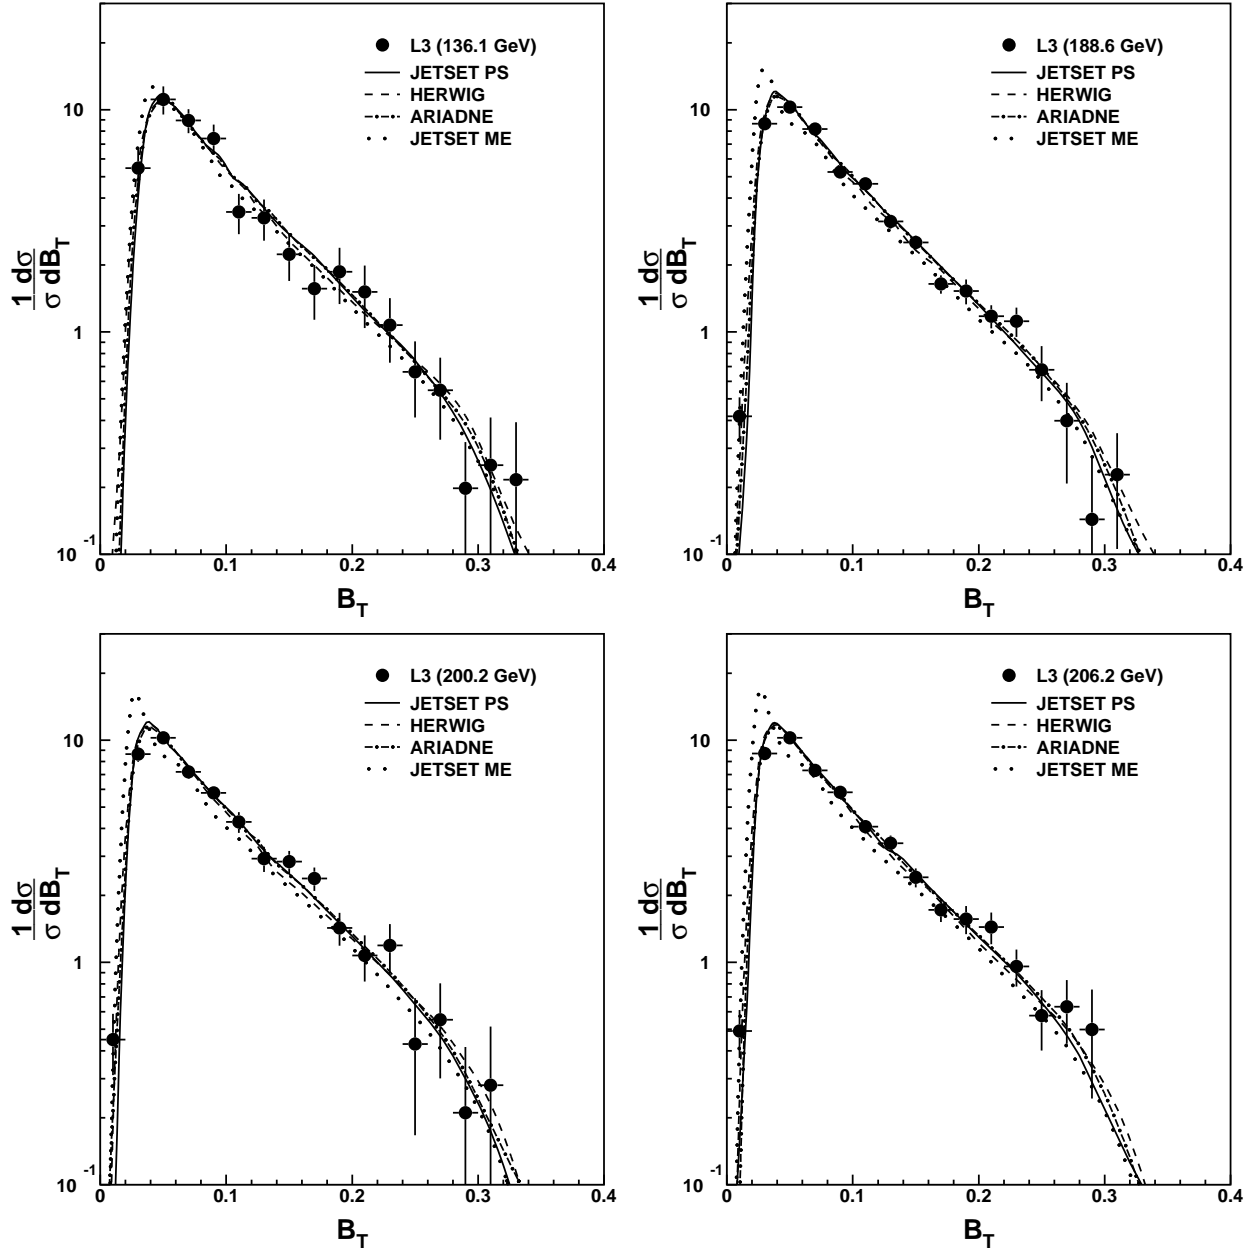 L3 (136.1 GeV)
JETSET PS
HERWIG
ARIADNE
JETSET ME
10
1
10 -1
1 dσ
σ dB_T
0 0.1 0.2 0.3 0.4
B_T
L3 (188.6 GeV)
JETSET PS
HERWIG
ARIADNE
JETSET ME
10
1
10 -1
1 dσ
σ dB_T
0 0.1 0.2 0.3 0.4
B_T
L3 (200.2 GeV)
JETSET PS
HERWIG
ARIADNE
JETSET ME
10
1
10 -1
1 dσ
σ dB_T
0 0.1 0.2 0.3 0.4
B_T
L3 (206.2 GeV)
JETSET PS
HERWIG
ARIADNE
JETSET ME
10
1
10 -1
1 dσ
σ dB_T
0 0.1 0.2 0.3 0.4
B_T